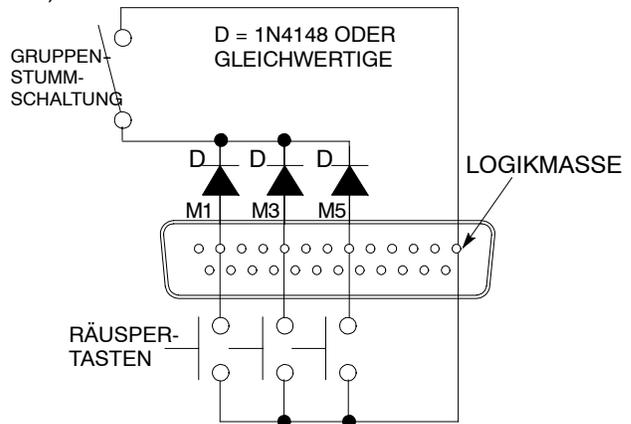 D = 1N4148 ODER
GLEICHWERTIGE
GRUPPEN-
STUMM-
SCHALTUNG
D D D
LOGIKMASSE
M1 M3 M5
RÄUSPER-
TASTEN